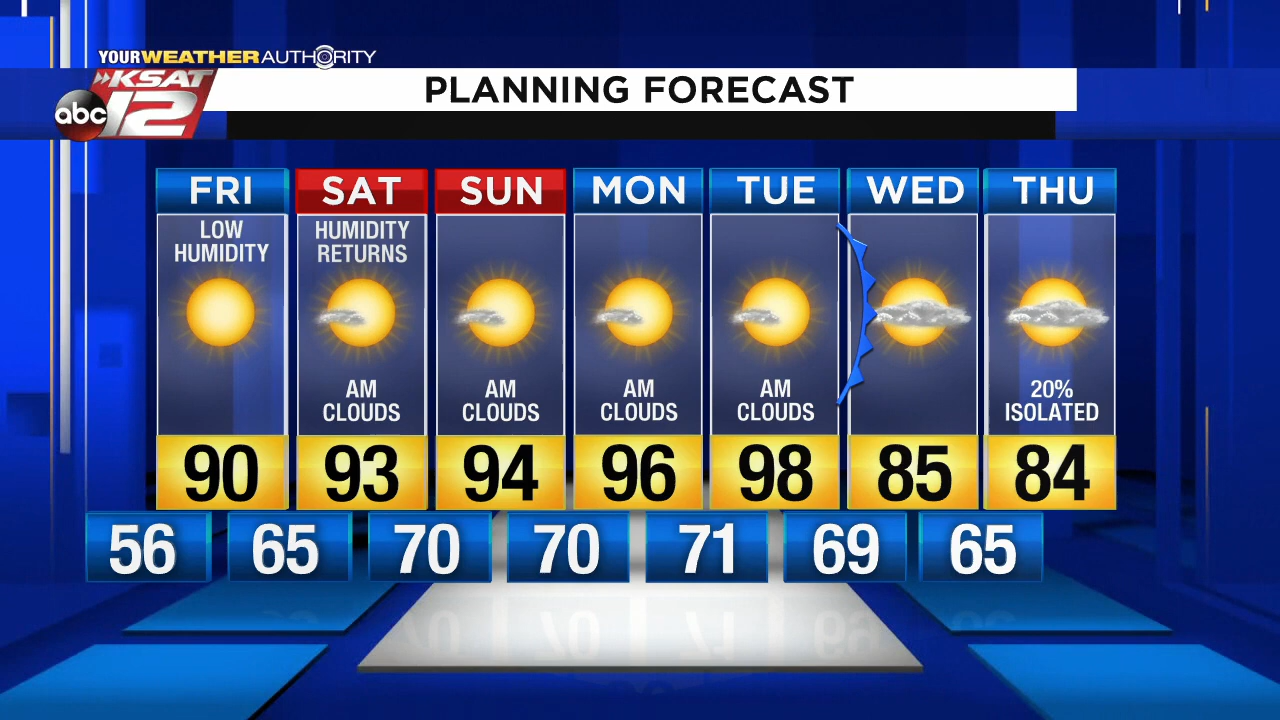 YOURWEATHERAUTHORITY
KSAT
abc 12
PLANNING FORECAST
FRI SAT SUN MON TUE WED THU
LOW HUMIDITY
HUMIDITY RETURNS
AM CLOUDS
AM CLOUDS
AM CLOUDS
AM CLOUDS
20% ISOLATED
90 93 94 96 98 85 84
56 65 70 70 71 69 65